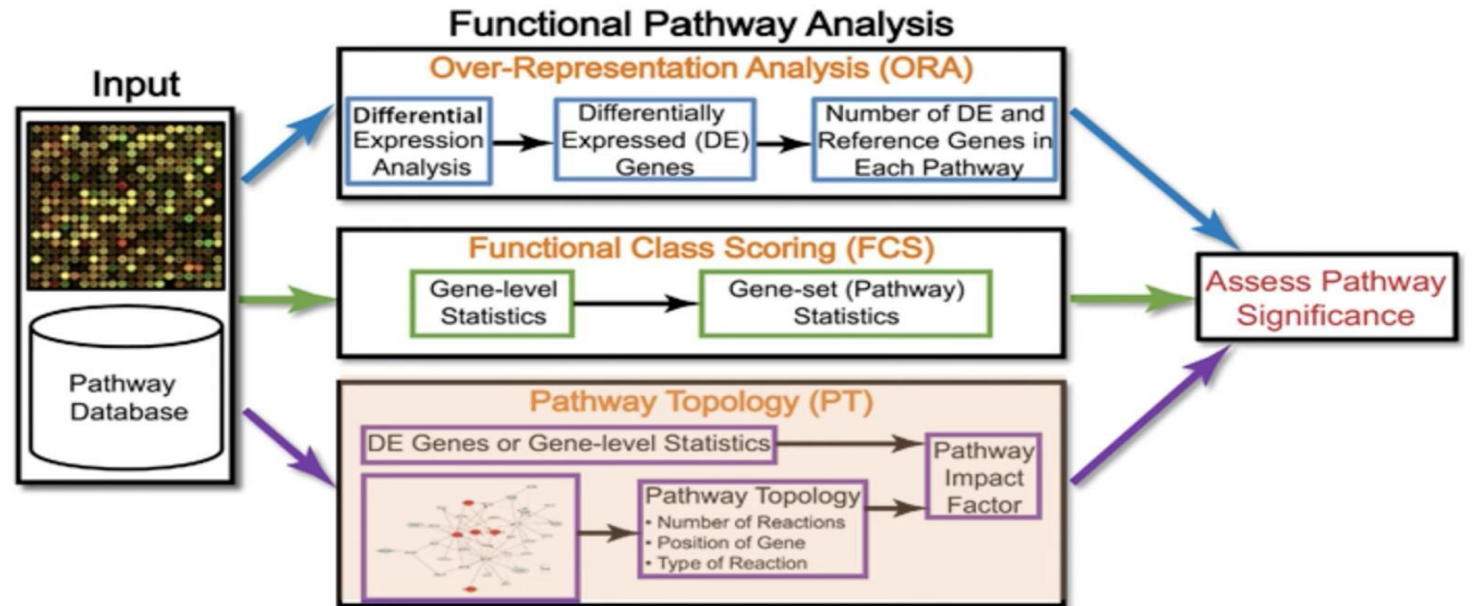 Functional Pathway Analysis
Input
Pathway
Database
Over-Representation Analysis (ORA)
Differential
Expression
Analysis
Differentially
Expressed (DE)
Genes
Number of DE and
Reference Genes in
Each Pathway
Functional Class Scoring (FCS)
Gene-level
Statistics
Gene-set (Pathway)
Statistics
Pathway Topology (PT)
DE Genes or Gene-level Statistics
Pathway Topology
• Number of Reactions
• Position of Gene
• Type of Reaction
Pathway
Impact
Factor
Assess Pathway
Significance